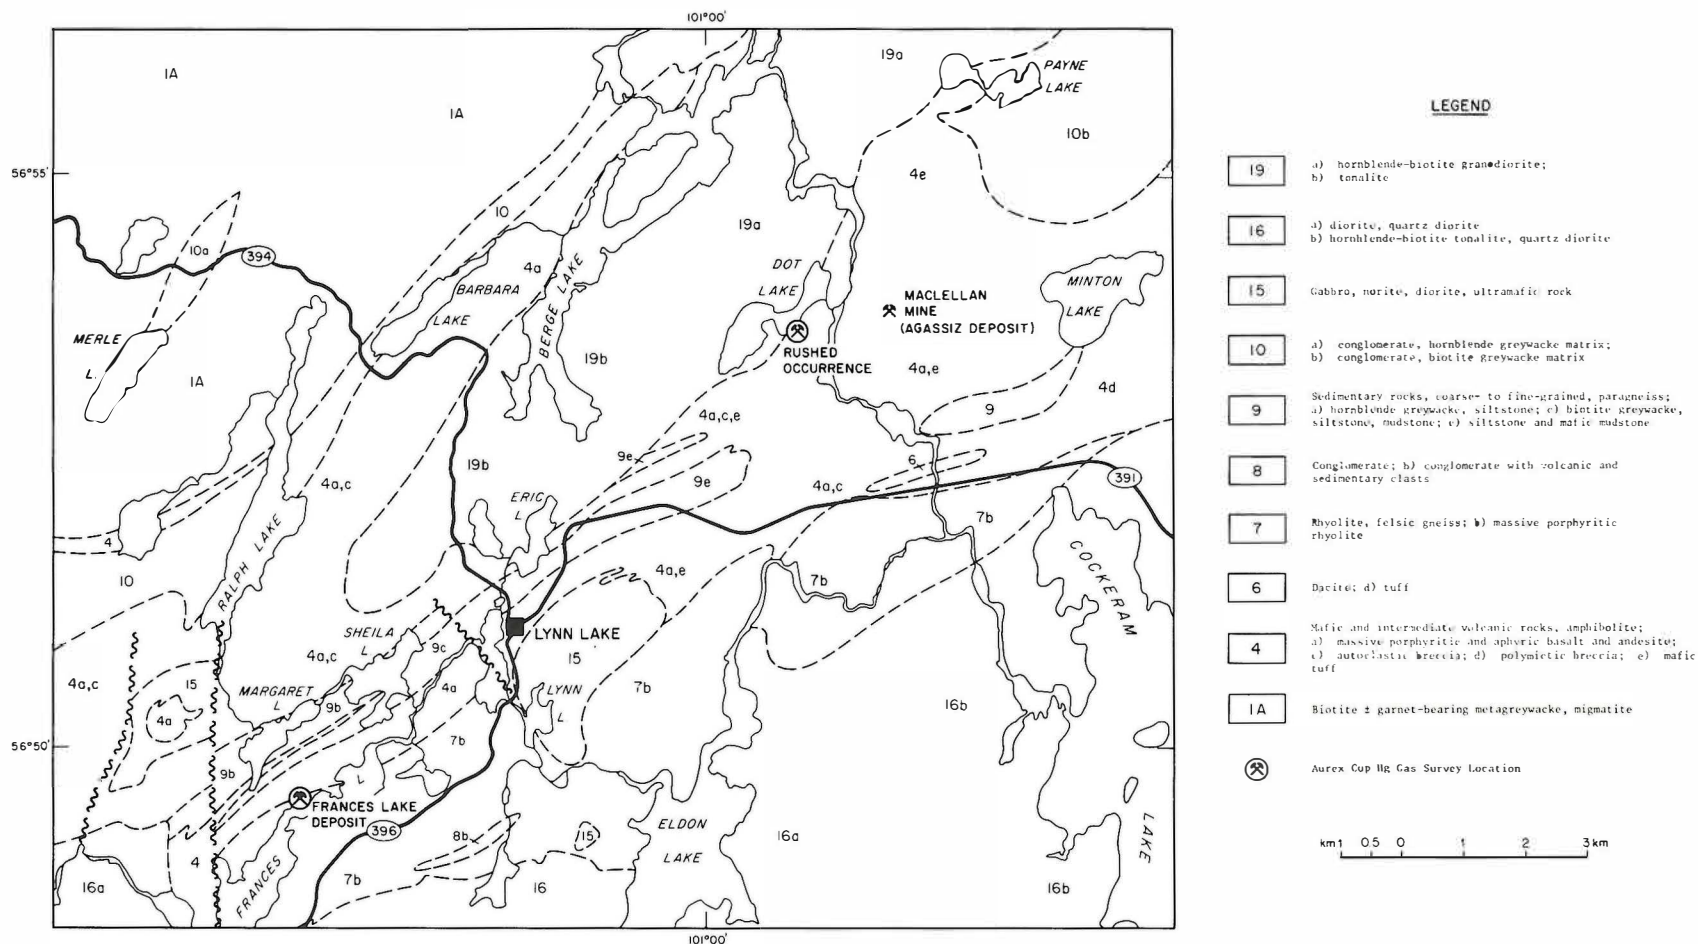 101°00'
19a
PAYNE
LAKE
1A
1A
10b
56°55'
4e
10
19a
10a
394
4a
DOT
LAKE
BARBARA
LAKE
BERGE LAKE
MINTON
LAKE
MACLELLAN
MINE
(AGASSIZ DEPOSIT)
MERLE
L.
RUSHED
OCCURRENCE
19b
1A
4a,e
4d
9
4a,c,e
9e
6
19b
9e
4a,c
4a,c
391
ERIC
L
7b
4
COCKERAM
LAKE
10
RALPH LAKE
4a,e
7b
SHEILA
L
LYNN LAKE
4a,c
9c
15
4a,c
15
MARGARET
L
4a
LYNN
L
7b
9b
4a
16b
56°50'
7b
9b
L
FRANCES LAKE
DEPOSIT
396
8b
15
ELDON
LAKE
16a
4
FRANCES
16a
7b
16
16b
101°00'
LEGEND
19
a) hornblende-biotite granodiorite;
b) tonalite
16
a) diorite, quartz diorite
b) hornblende-biotite tonalite, quartz diorite
15
Gabbro, norite, diorite, ultramafic rock
10
a) conglomerate, hornblende greywacke matrix;
b) conglomerate, biotite greywacke matrix
9
Sedimentary rocks, coarse- to fine-grained, paragneiss;
a) hornblende greywacke, siltstone; c) biotite greywacke,
siltstone, mudstone; e) siltstone and mafic mudstone
8
Conglomerate; b) conglomerate with volcanic and
sedimentary clasts
7
Rhyolite, felsic gneiss; b) massive porphyritic
rhyolite
6
Dacite; d) tuff
4
Mafic and intermediate volcanic rocks, amphibolite;
a) massive porphyritic and aphyric basalt and andesite;
c) autoclastic breccia; d) polymictic breccia; e) mafic
tuff
1A
Biotite ± garnet-bearing metagreywacke, migmatite
Aurex Cup Hg Gas Survey Location
km 1 0.5 0 1 2 3 km